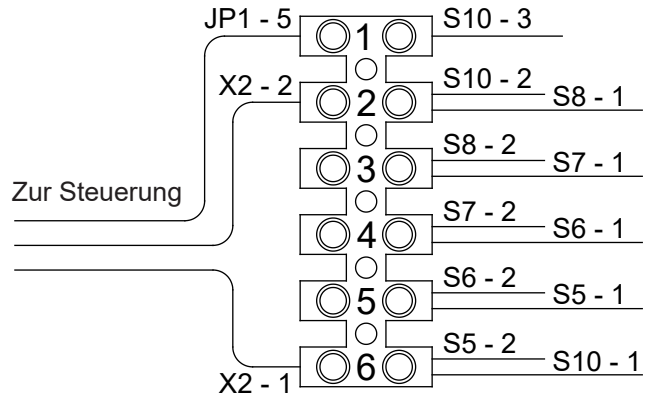 JP1 - 5 1 S10 - 3
X2 - 2 2 S10 - 2 S8 - 1
3 S8 - 2 S7 - 1
Zur Steuerung
4 S7 - 2 S6 - 1
5 S6 - 2 S5 - 1
X2 - 1 6 S5 - 2 S10 - 1